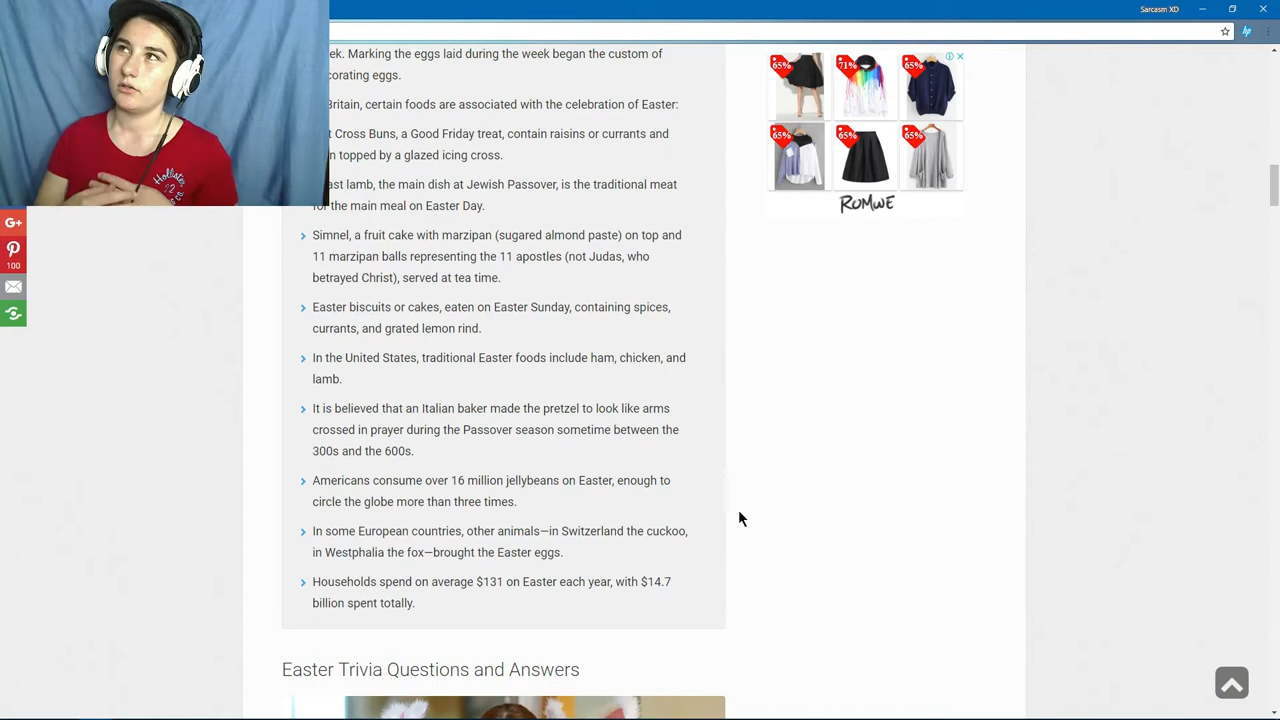 Sarcasm XD
ek. Marking the eggs laid during the week began the custom of
corating eggs.
Britain, certain foods are associated with the celebration of Easter:
t Cross Buns, a Good Friday treat, contain raisins or currants and
n topped by a glazed icing cross.
ast lamb, the main dish at Jewish Passover, is the traditional meat
for the main meal on Easter Day.
Simnel, a fruit cake with marzipan (sugared almond paste) on top and
11 marzipan balls representing the 11 apostles (not Judas, who
betrayed Christ), served at tea time.
Easter biscuits or cakes, eaten on Easter Sunday, containing spices,
currants, and grated lemon rind.
In the United States, traditional Easter foods include ham, chicken, and
lamb.
It is believed that an Italian baker made the pretzel to look like arms
crossed in prayer during the Passover season sometime between the
300s and the 600s.
Americans consume over 16 million jellybeans on Easter, enough to
circle the globe more than three times.
In some European countries, other animals—in Switzerland the cuckoo,
in Westphalia the fox—brought the Easter eggs.
Households spend on average $131 on Easter each year, with $14.7
billion spent totally.
Easter Trivia Questions and Answers
65% 71% 65%
65% 65% 65%
ROMWE
G+
100
Hollister